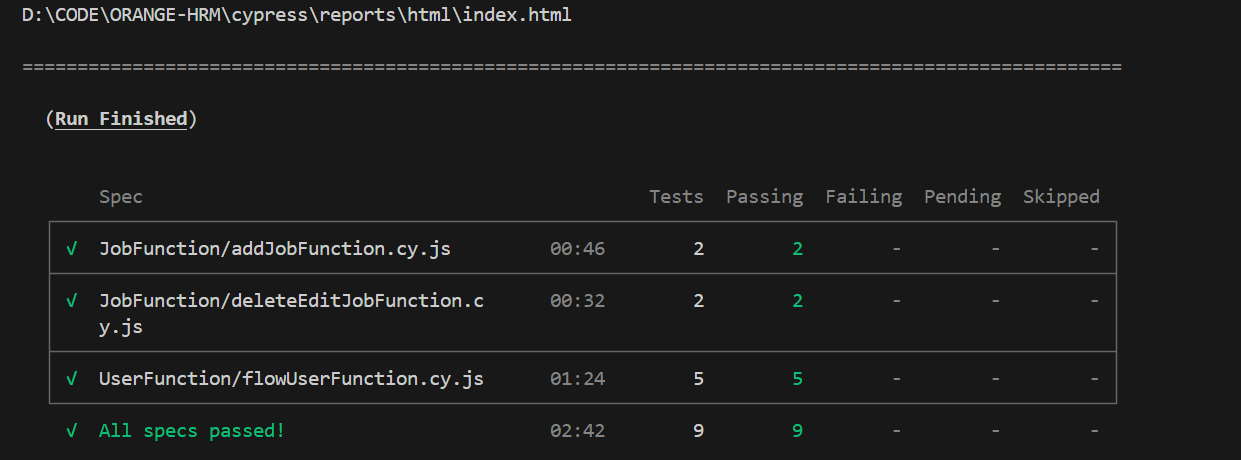 D:\CODE\ORANGE-HRM\cypress\reports\html\index.html
====================================================================================================
(Run Finished)
Spec Tests Passing Failing Pending Skipped
√ JobFunction/addJobFunction.cy.js 00:46 2 2 - - -
√ JobFunction/deleteEditJobFunction.c 00:32 2 2 - - -
y.js
√ UserFunction/flowUserFunction.cy.js 01:24 5 5 - - -
√ All specs passed! 02:42 9 9 - - -